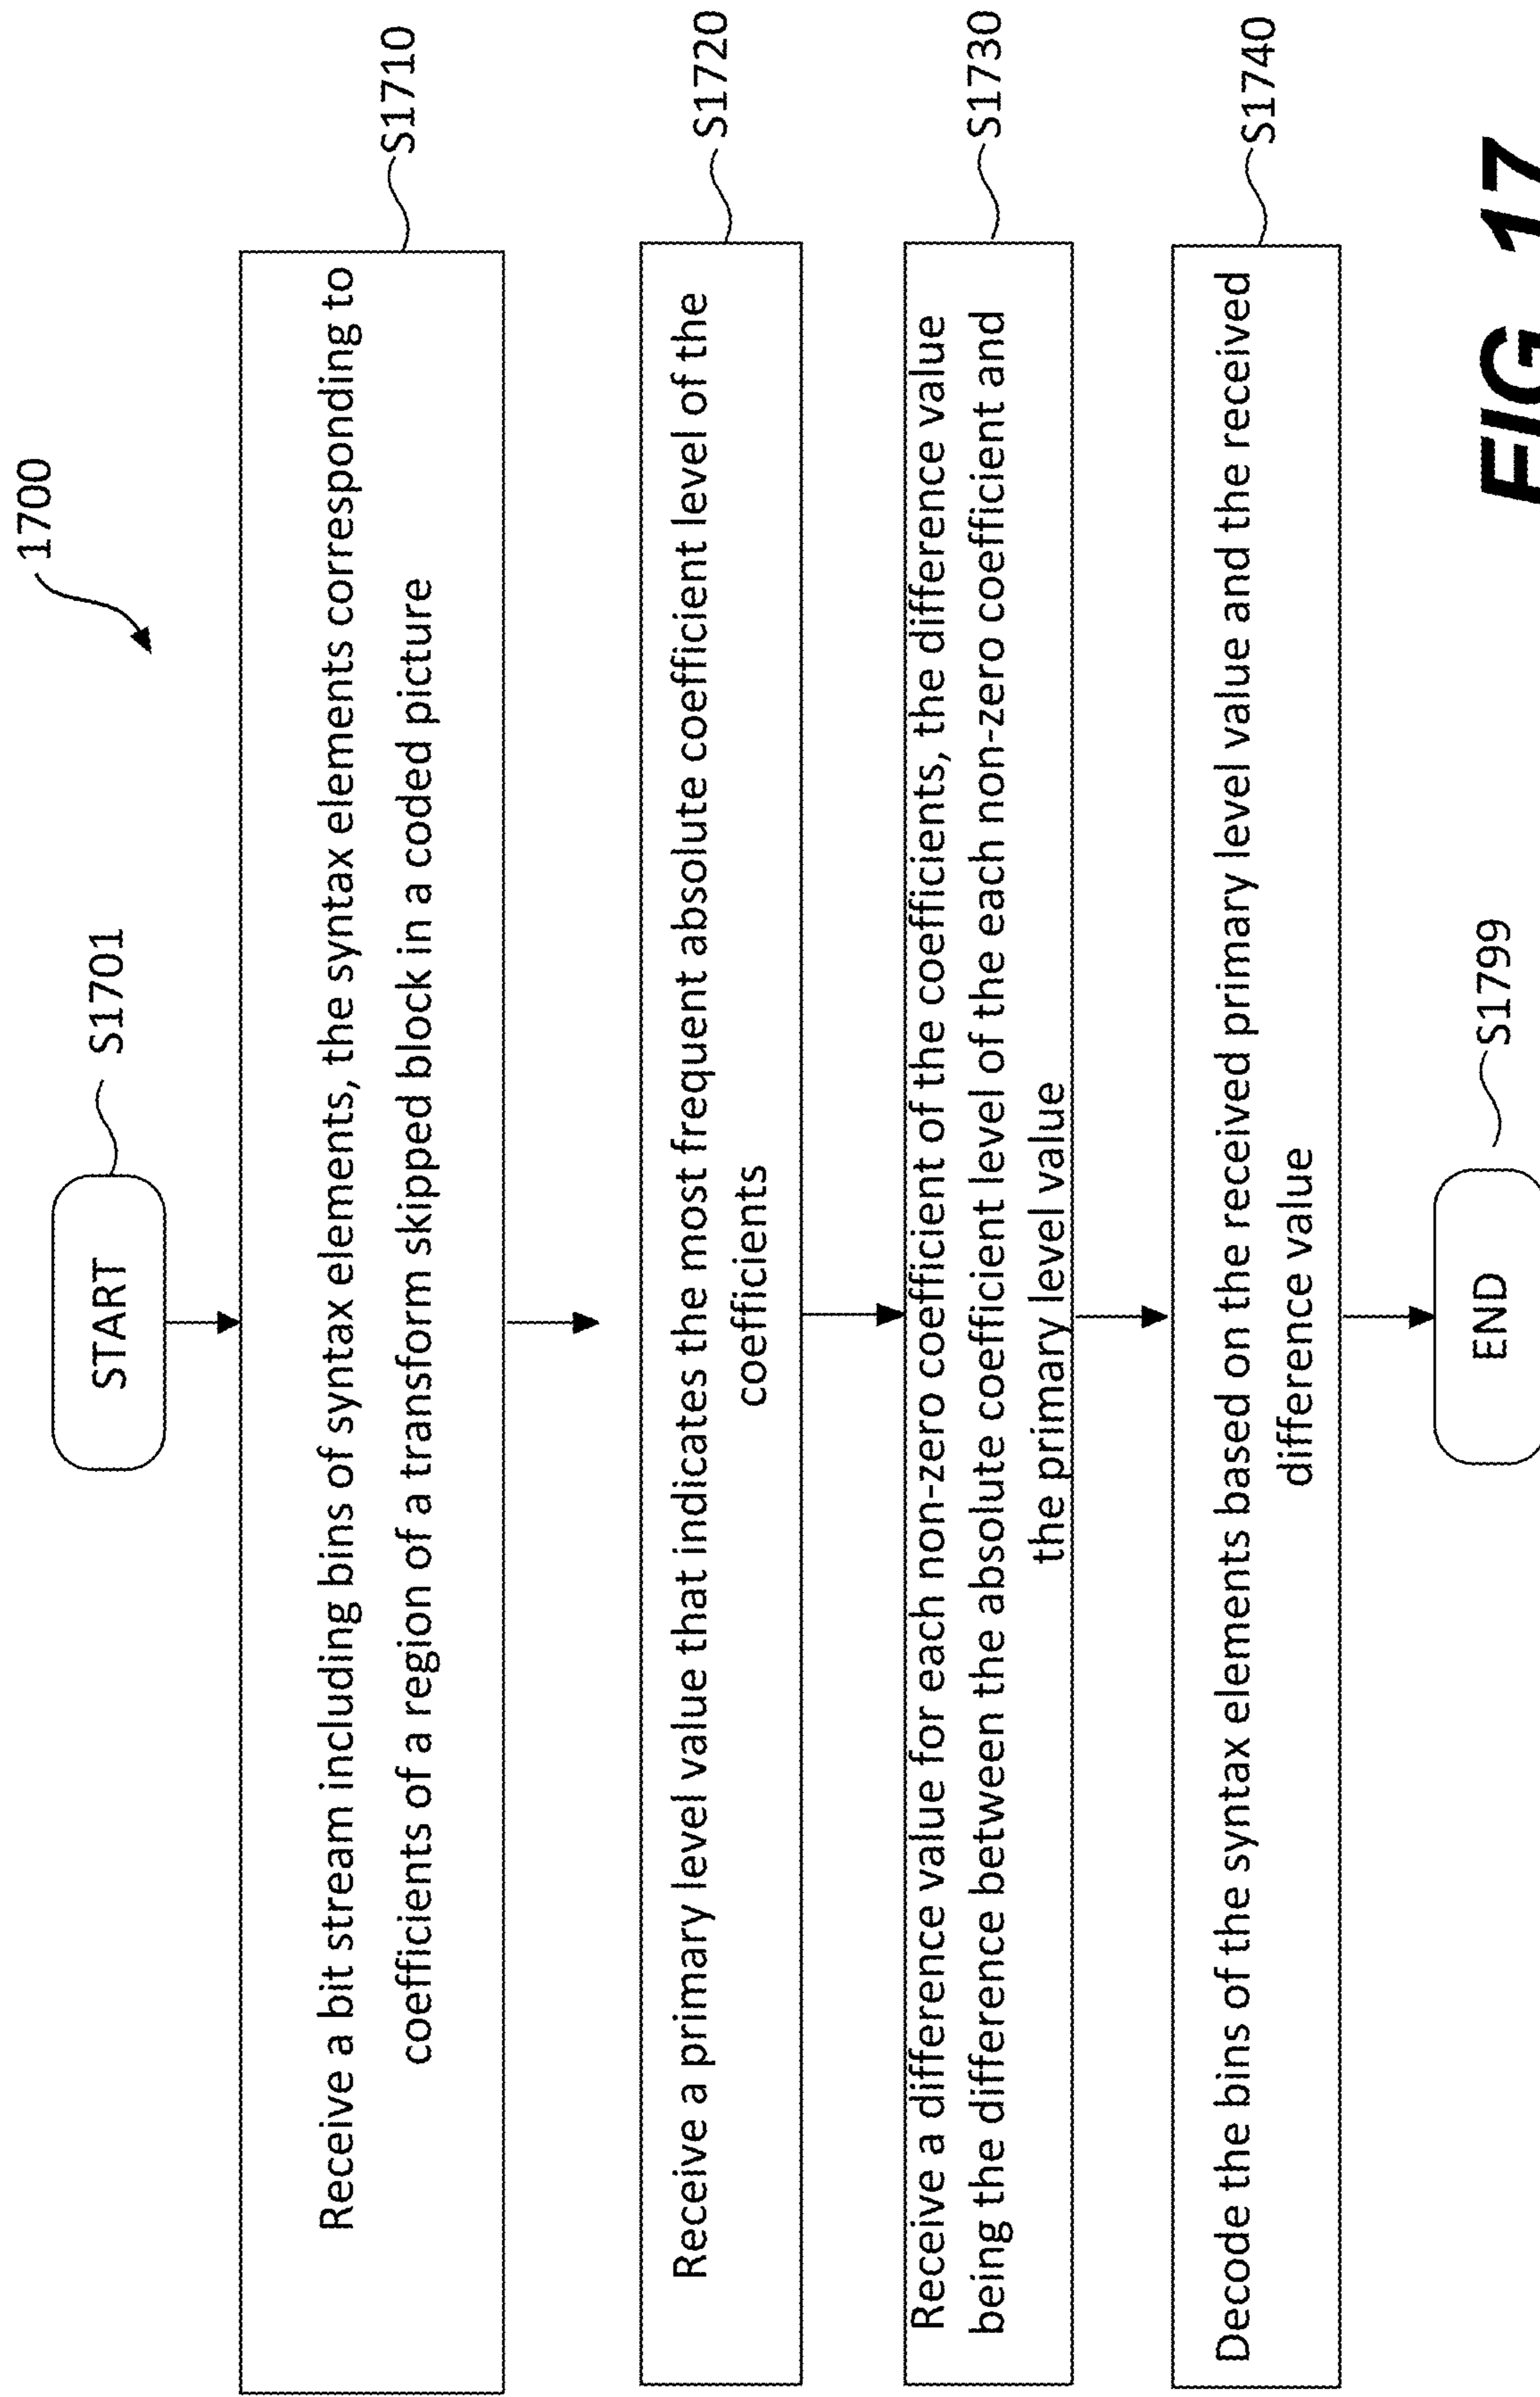 1700
START
S1701
Receive a bit stream including bins of syntax elements, the syntax elements corresponding to
coefficients of a region of a transform skipped block in a coded picture
S1710
Receive a primary level value that indicates the most frequent absolute coefficient level of the
coefficients
S1720
Receive a difference value for each non-zero coefficient of the coefficients, the difference value
being the difference between the absolute coefficient level of the each non-zero coefficient and
the primary level value
S1730
Decode the bins of the syntax elements based on the received primary level value and the received
difference value
S1740
END
S1799
FIG. 17